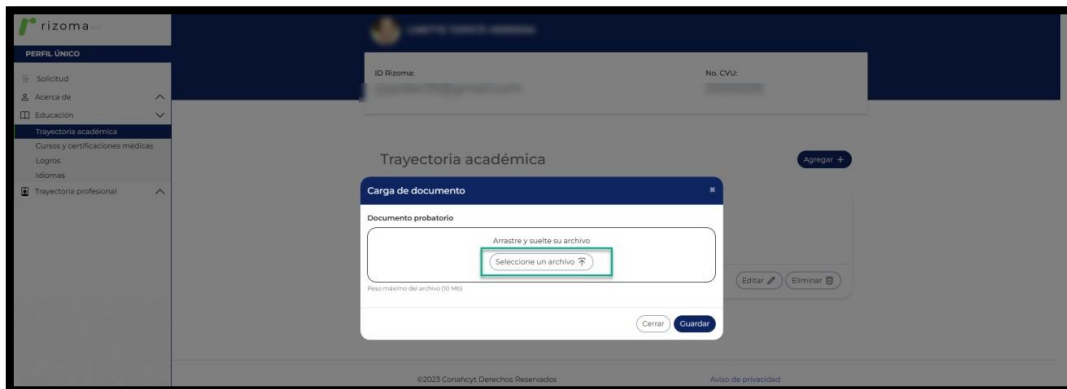 rizoma
PERFIL ÚNICO
Solicitud
Acerca de
Educación
Trayectoria académica
Cursos y certificaciones médicas
Logros
Idiomas
Trayectoria profesional
ID Rizoma:
No. CVU:
Trayectoria académica
Agregar +
Carga de documento
Documento probatorio
Arrastre y suelte su archivo
Seleccione un archivo
Peso máximo del archivo (10 Mb)
Editar
Eliminar
Cerrar
Guardar
©2023 Conahcyt Derechos Reservados
Aviso de privacidad